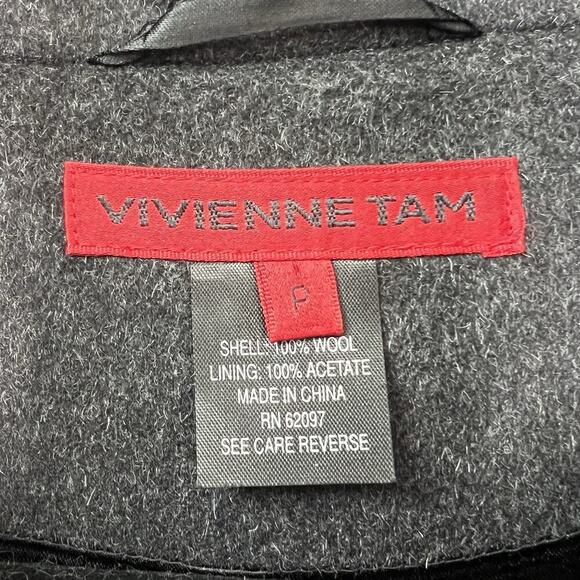 VIVIENNE TAM
P
SHELL: 100% WOOL
LINING: 100% ACETATE
MADE IN CHINA
RN 62097
SEE CARE REVERSE